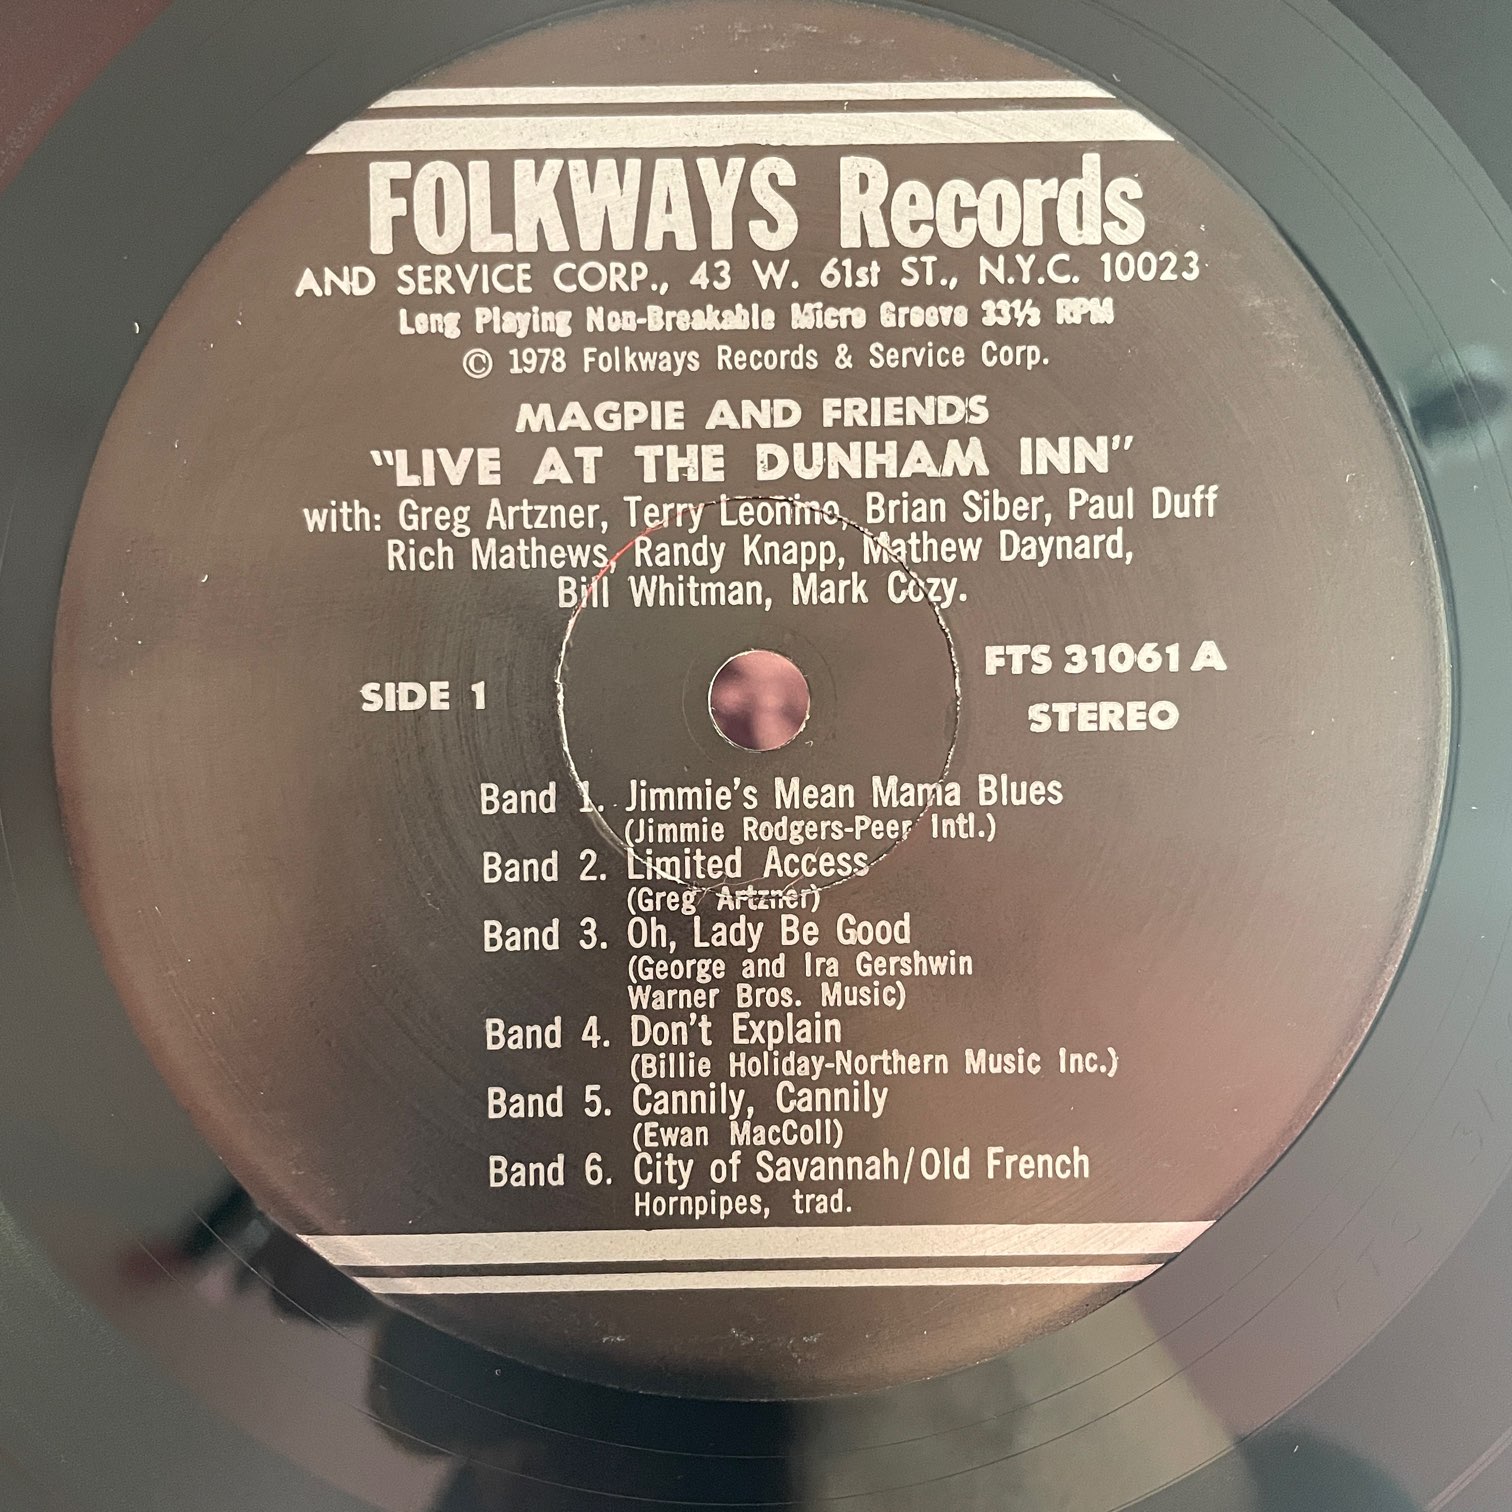 FOLKWAYS Records
AND SERVICE CORP., 43 W. 61st ST., N.Y.C. 10023
Long Playing Non-Breakable Micro Groove 33⅓ RPM
© 1978 Folkways Records & Service Corp.
MAGPIE AND FRIENDS
"LIVE AT THE DUNHAM INN"
with: Greg Artzner, Terry Leonino, Brian Siber, Paul Duff
Rich Mathews, Randy Knapp, Mathew Daynard,
Bill Whitman, Mark Cozy.
FTS 31061 A
SIDE 1
STEREO
Band 1. Jimmie's Mean Mama Blues
(Jimmie Rodgers-Peer Intl.)
Band 2. Limited Access
(Greg Artzner)
Band 3. Oh, Lady Be Good
(George and Ira Gershwin
Warner Bros. Music)
Band 4. Don't Explain
(Billie Holiday-Northern Music Inc.)
Band 5. Cannily, Cannily
(Ewan MacColl)
Band 6. City of Savannah/Old French
Hornpipes, trad.